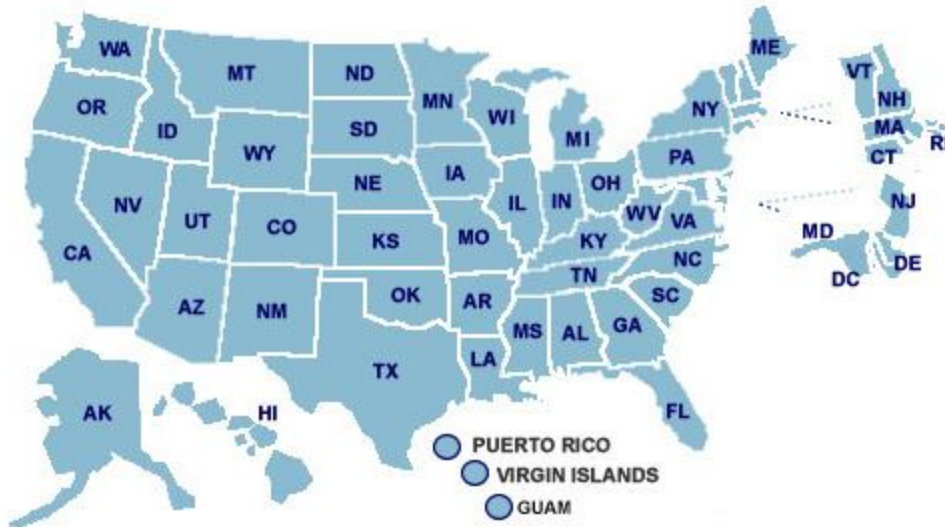 WA
MT
ND
MN
ME
VT
NH
OR
ID
SD
WI
MI
NY
MA
WY
PA
CT
NE
IA
IL
IN
OH
WV
VA
NJ
NV
UT
CO
KS
MO
KY
MD
CA
TN
NC
DE
DC
AZ
NM
OK
AR
SC
MS
AL
GA
TX
LA
AK
HI
FL
PUERTO RICO
VIRGIN ISLANDS
GUAM